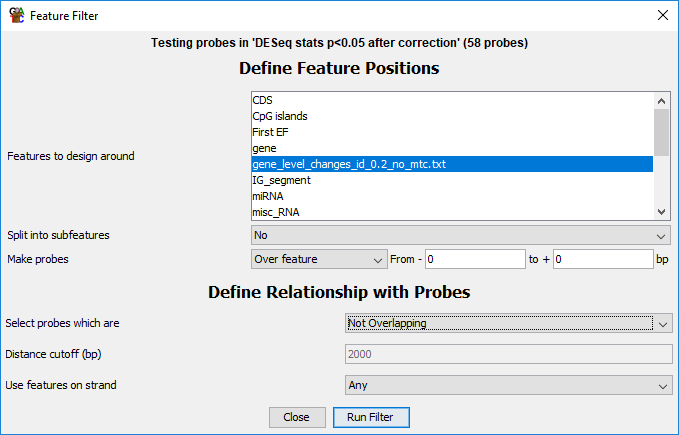 Feature Filter
Testing probes in 'DESeq stats p<0.05 after correction' (58 probes)
Define Feature Positions
Features to design around
CDS
CpG islands
First EF
gene
gene_level_changes_id_0.2_no_mtc.txt
IG_segment
miRNA
misc_RNA
Split into subfeatures No
Make probes Over feature From - 0 to + 0 bp
Define Relationship with Probes
Select probes which are Not Overlapping
Distance cutoff (bp) 2000
Use features on strand Any
Close Run Filter